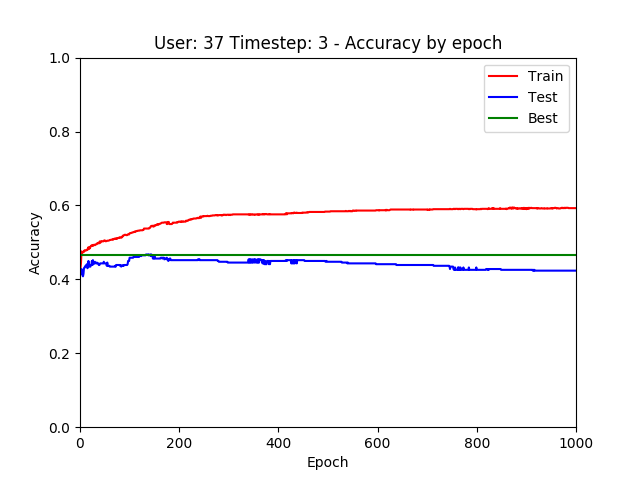 User: 37 Timestep: 3 - Accuracy by epoch
Train
Test
Best
1.0
0.8
0.6
0.4
0.2
0.0
Accuracy
0 200 400 600 800 1000
Epoch